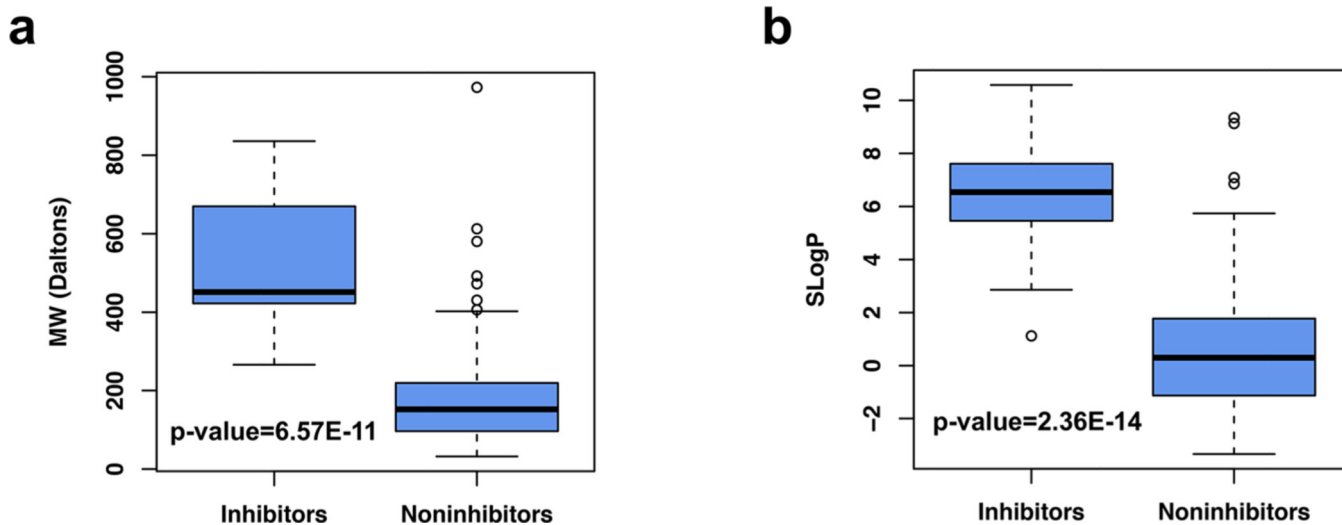 a
MW (Daltons)
1000
800
600
400
200
0
p-value=6.57E-11
Inhibitors Noninhibitors
b
SLogP
10
8
6
4
2
0
−2
p-value=2.36E-14
Inhibitors Noninhibitors